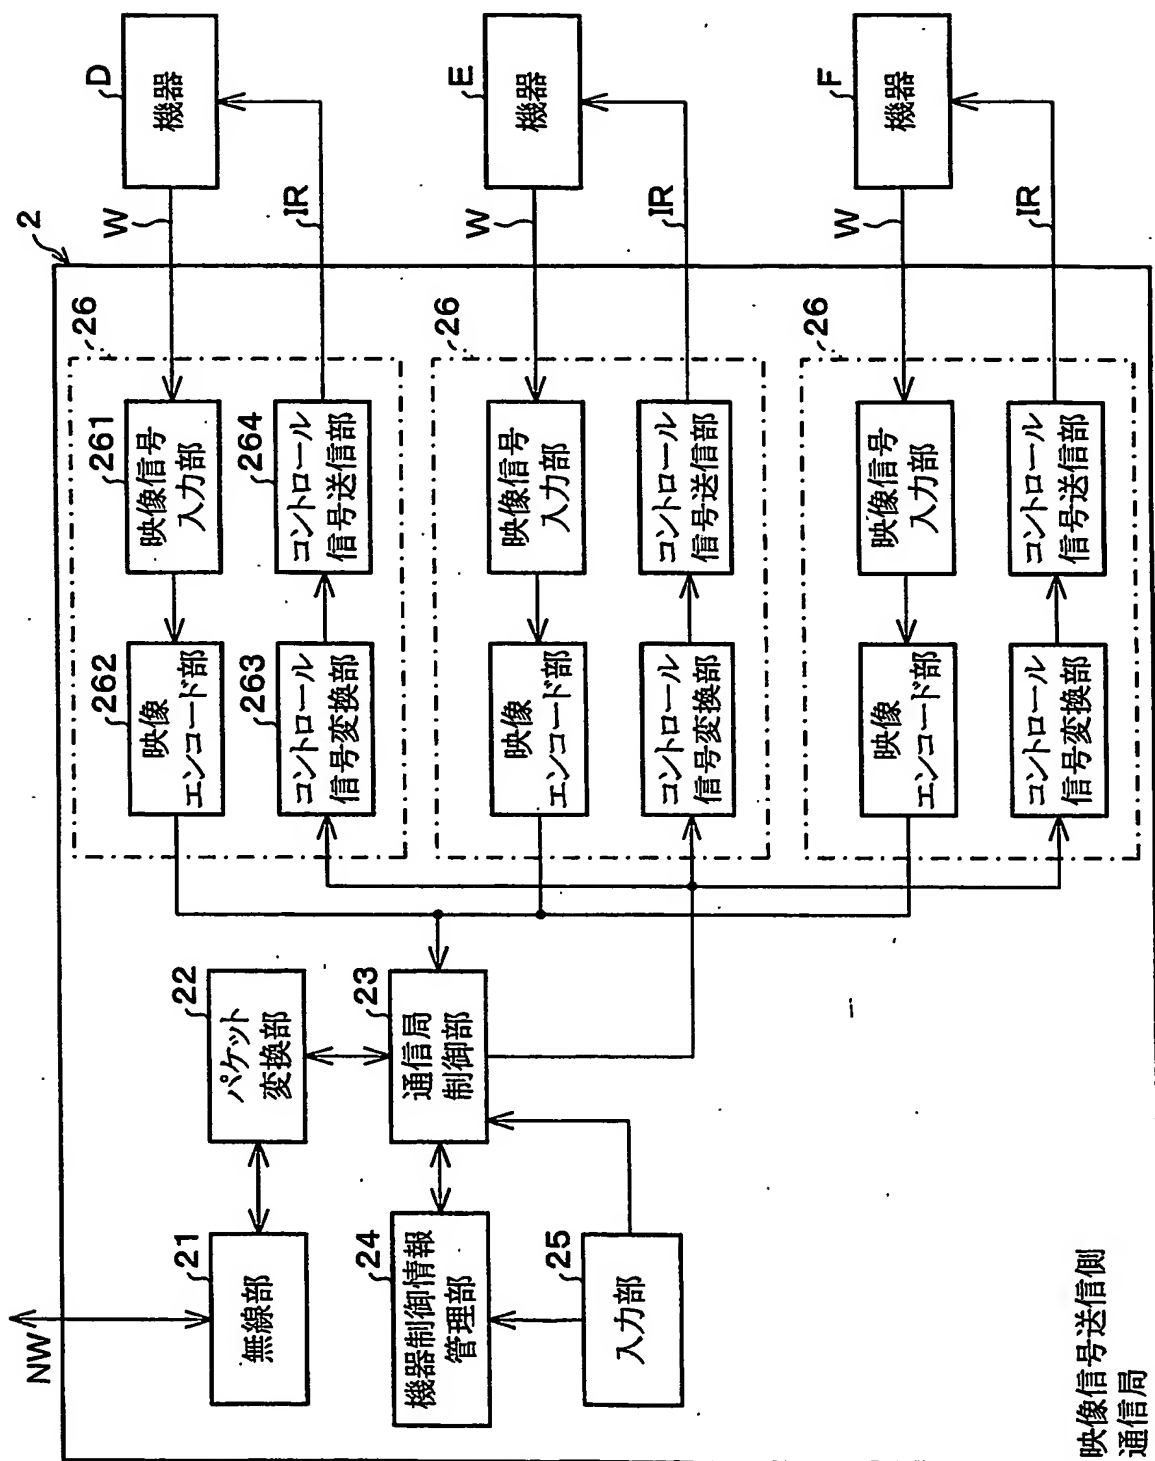 NW
2
21
無線部
22
パケット
変換部
23
通信局
制御部
24
機器制御情報
管理部
25
入力部
26
262
映像
エンコード部
261
映像信号
入力部
263
コントロール
信号変換部
264
コントロール
信号送信部
W
IR
D
機器
26
映像
エンコード部
映像信号
入力部
コントロール
信号変換部
コントロール
信号送信部
W
IR
E
機器
26
映像
エンコード部
映像信号
入力部
コントロール
信号変換部
コントロール
信号送信部
W
IR
F
機器
映像信号送信側
通信局